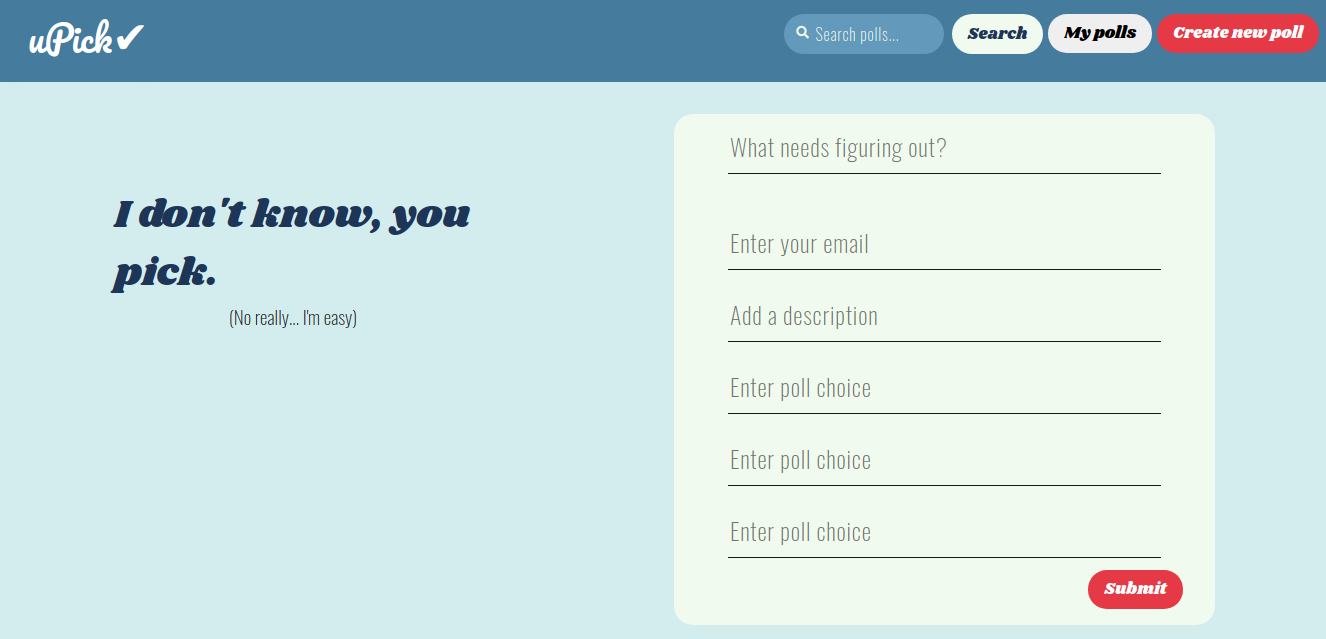 uPick✔
Search polls...
Search
My polls
Create new poll
I don't know, you
pick.
(No really... I'm easy)
What needs figuring out?
Enter your email
Add a description
Enter poll choice
Enter poll choice
Enter poll choice
Submit